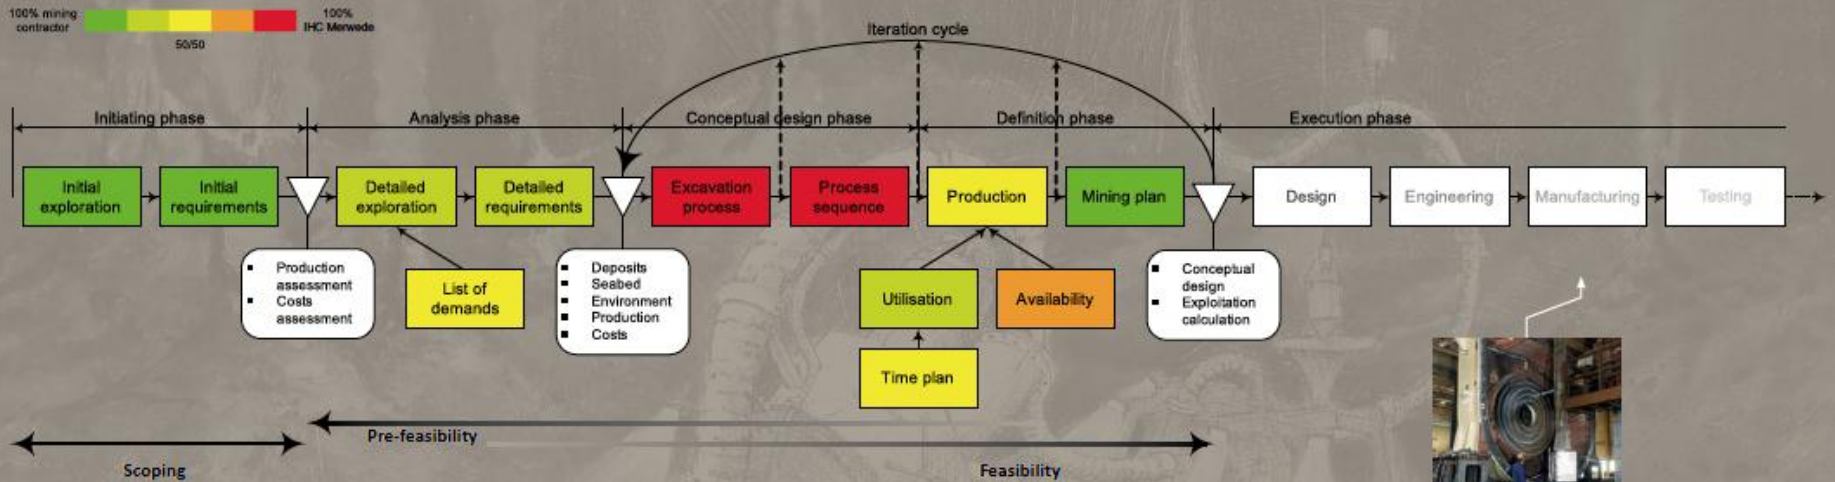 100% mining
contractor
100%
IHC Merwede
50/50
Iteration cycle
Initiating phase
Analysis phase
Conceptual design phase
Definition phase
Execution phase
Initial
exploration
Initial
requirements
Detailed
exploration
Detailed
requirements
Excavation
process
Process
sequence
Production
Mining plan
Design
Engineering
Manufacturing
Testing
▪ Production
assessment
▪ Costs
assessment
List of
demands
▪ Deposits
▪ Seabed
▪ Environment
▪ Production
▪ Costs
Utilisation
Availability
▪ Conceptual
design
▪ Exploitation
calculation
Time plan
Pre-feasibility
Scoping
Feasibility